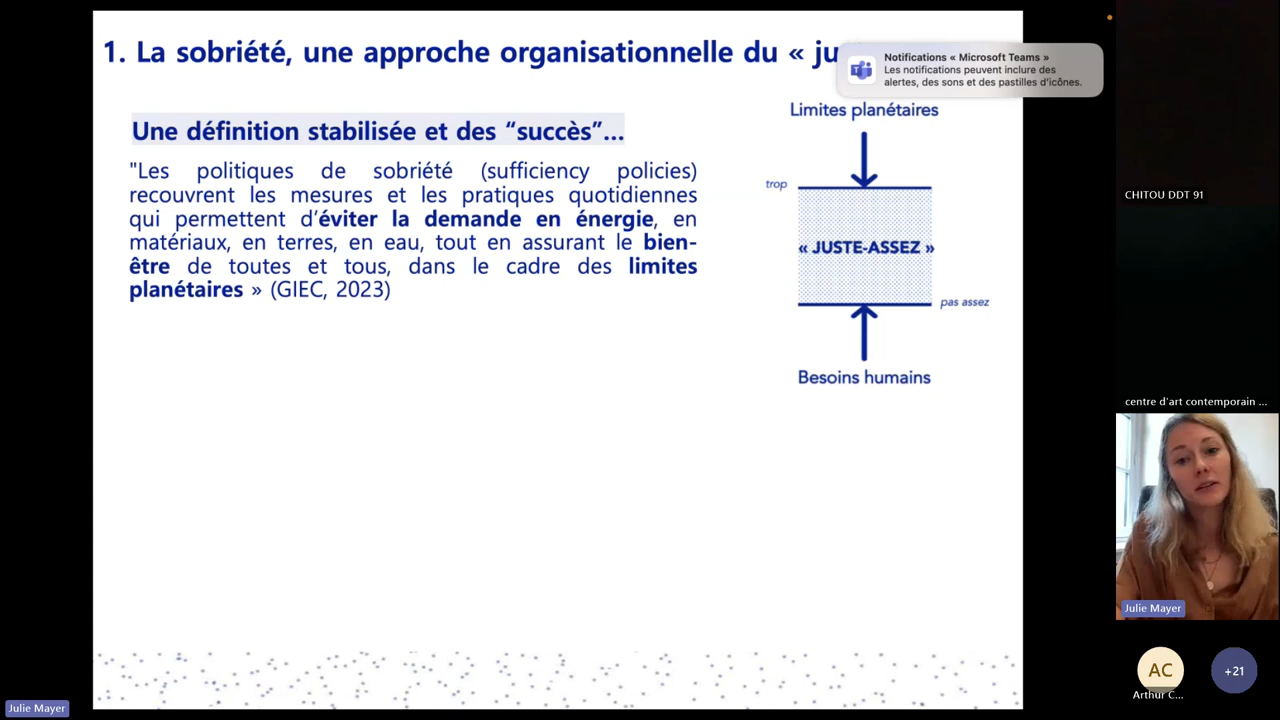 1. La sobriété, une approche organisationnelle du « ju
Notifications « Microsoft Teams »
Les notifications peuvent inclure des
alertes, des sons et des pastilles d'icônes.
Une définition stabilisée et des “succès”...
"Les politiques de sobriété (sufficiency policies)
recouvrent les mesures et les pratiques quotidiennes
qui permettent d’éviter la demande en énergie, en
matériaux, en terres, en eau, tout en assurant le bien-
être de toutes et tous, dans le cadre des limites
planétaires » (GIEC, 2023)
Limites planétaires
trop
« JUSTE-ASSEZ »
pas assez
Besoins humains
CHITOU DDT 91
centre d'art contemporain ...
Julie Mayer
AC
Arthur C...
+21
Julie Mayer